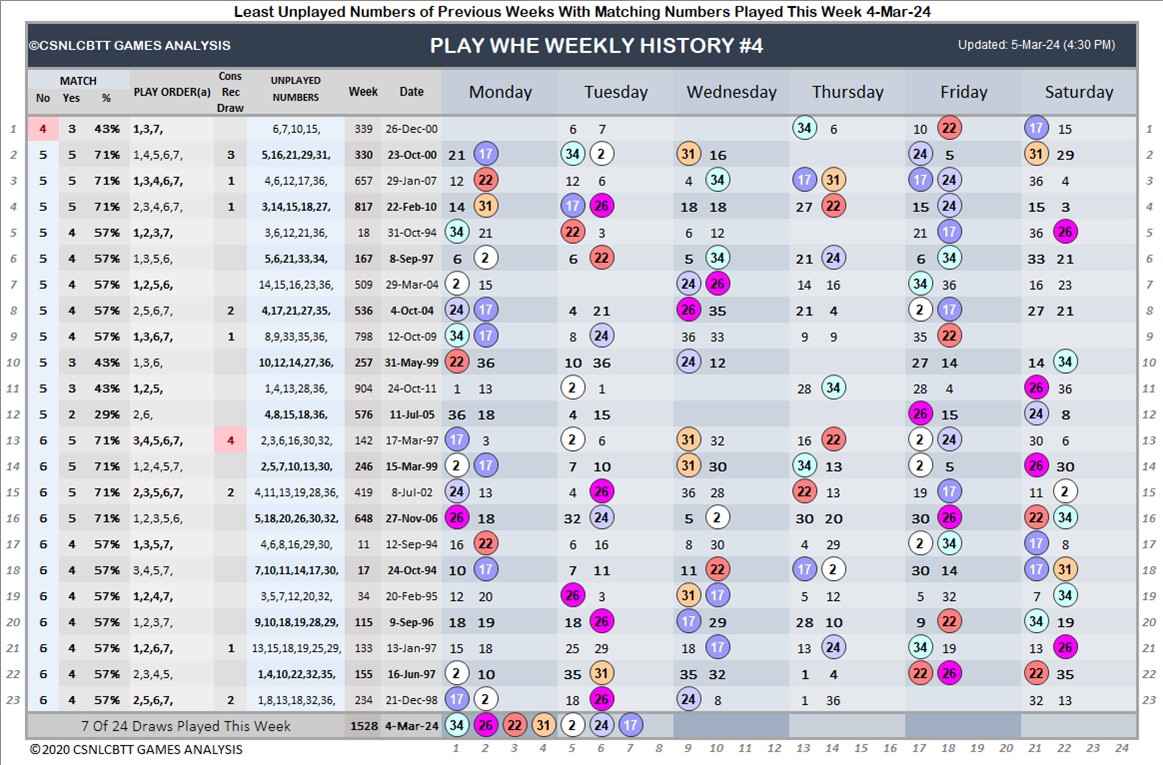 Least Unplayed Numbers of Previous Weeks With Matching Numbers Played This Week 4-Mar-24
©CSNLCBTT GAMES ANALYSIS PLAY WHE WEEKLY HISTORY #4 Updated: 5-Mar-24 (4:30 PM)
MATCH No Yes % PLAY ORDER(a) Cons Rec Draw UNPLAYED NUMBERS Week Date Monday Tuesday Wednesday Thursday Friday Saturday
1 4 3 43% 1,3,7, 6,7,10,15, 339 26-Dec-00 6 7 34 6 10 22 17 15 1
2 5 5 71% 1,4,5,6,7, 3 5,16,21,29,31, 330 23-Oct-00 21 17 34 2 31 16 24 5 31 29 2
3 5 5 71% 1,3,4,6,7, 1 4,6,12,17,36, 657 29-Jan-07 12 22 12 6 4 34 17 31 17 24 36 4 3
4 5 5 71% 2,3,4,6,7, 1 3,14,15,18,27, 817 22-Feb-10 14 31 17 26 18 18 27 22 15 24 15 3 4
5 5 4 57% 1,2,3,7, 3,6,12,21,36, 18 31-Oct-94 34 21 22 3 6 12 21 17 36 26 5
6 5 4 57% 1,3,5,6, 5,6,21,33,34, 167 8-Sep-97 6 2 6 22 5 34 21 24 6 34 33 21 6
7 5 4 57% 1,2,5,6, 14,15,16,23,36, 509 29-Mar-04 2 15 24 26 14 16 34 36 16 23 7
8 5 4 57% 2,5,6,7, 2 4,17,21,27,35, 536 4-Oct-04 24 17 4 21 26 35 21 4 2 17 27 21 8
9 5 4 57% 1,3,6,7, 1 8,9,33,35,36, 798 12-Oct-09 34 17 8 24 36 33 9 9 35 22 9
10 5 3 43% 1,3,6, 10,12,14,27,36, 257 31-May-99 22 36 10 36 24 12 27 14 14 34 10
11 5 3 43% 1,2,5, 1,4,13,28,36, 904 24-Oct-11 1 13 2 1 28 34 28 4 26 36 11
12 5 2 29% 2,6, 4,8,15,18,36, 576 11-Jul-05 36 18 4 15 26 15 24 8 12
13 6 5 71% 3,4,5,6,7, 4 2,3,6,16,30,32, 142 17-Mar-97 17 3 2 6 31 32 16 22 2 24 30 6 13
14 6 5 71% 1,2,4,5,7, 2,5,7,10,13,30, 246 15-Mar-99 2 17 7 10 31 30 34 13 2 5 26 30 14
15 6 5 71% 2,3,5,6,7, 2 4,11,13,19,28,36, 419 8-Jul-02 24 13 4 26 36 28 22 13 19 17 11 2 15
16 6 5 71% 1,2,3,5,6, 5,18,20,26,30,32, 648 27-Nov-06 26 18 32 24 5 2 30 20 30 26 22 34 16
17 6 4 57% 1,3,5,7, 4,6,8,16,29,30, 11 12-Sep-94 16 22 6 16 8 30 4 29 2 34 17 8 17
18 6 4 57% 3,4,5,7, 7,10,11,14,17,30, 17 24-Oct-94 10 17 7 11 11 22 17 2 30 14 17 31 18
19 6 4 57% 1,2,4,7, 3,5,7,12,20,32, 34 20-Feb-95 12 20 26 3 31 17 5 12 5 32 7 34 19
20 6 4 57% 1,2,3,7, 9,10,18,19,28,29, 115 9-Sep-96 18 19 18 26 17 29 28 10 9 22 34 19 20
21 6 4 57% 1,2,6,7, 1 13,15,18,19,25,29, 133 13-Jan-97 15 18 25 29 18 17 13 24 34 19 13 26 21
22 6 4 57% 2,3,4,5, 1,4,10,22,32,35, 155 16-Jun-97 2 10 35 31 35 32 1 4 22 26 22 35 22
23 6 4 57% 2,5,6,7, 2 1,8,13,18,32,36, 234 21-Dec-98 17 2 18 26 24 8 1 36 32 13 23
7 Of 24 Draws Played This Week 1528 4-Mar-24 34 26 22 31 2 24 17
©2020 CSNLCBTT GAMES ANALYSIS 1 2 3 4 5 6 7 8 9 10 11 12 13 14 15 16 17 18 19 20 21 22 23 24